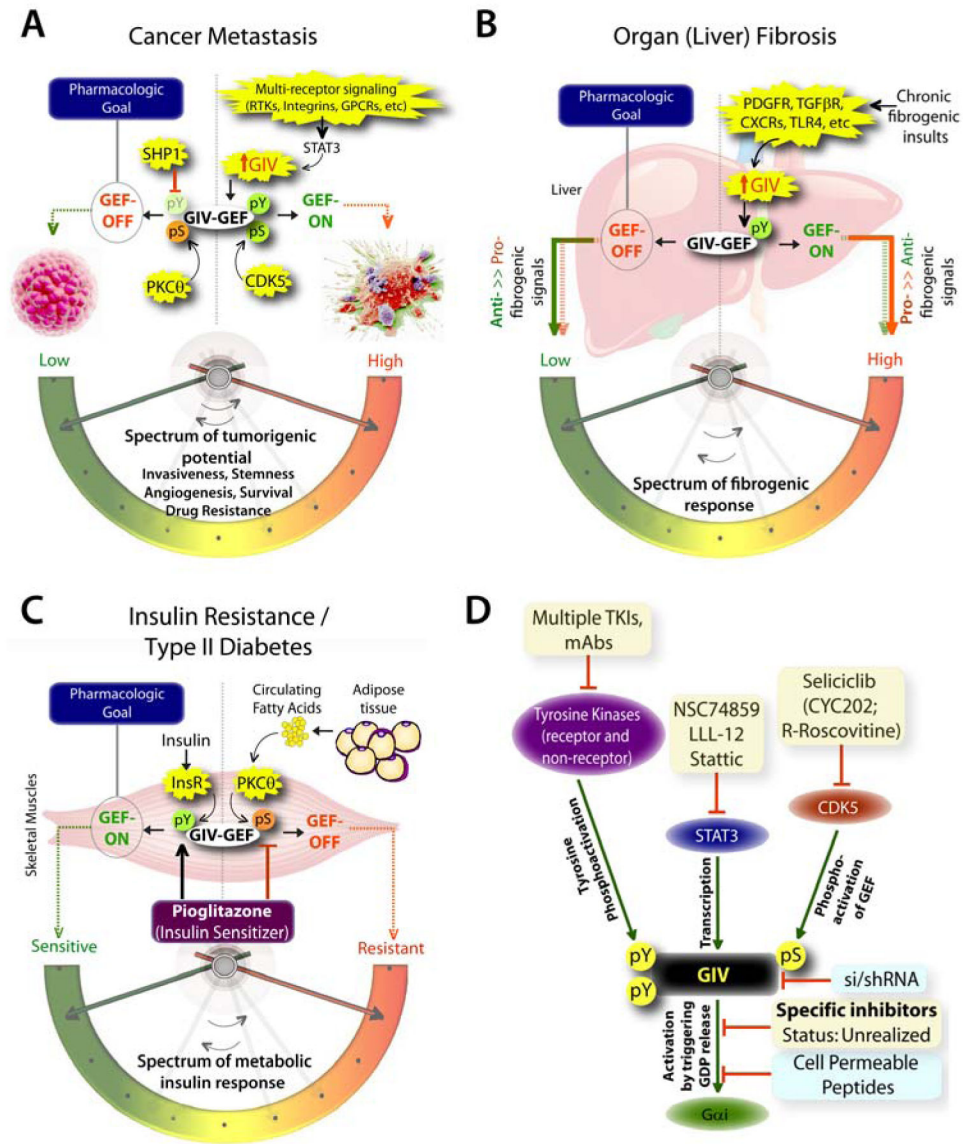 A
Cancer Metastasis
Pharmacologic
Goal
Multi-receptor signaling
(RTKs, Integrins, GPCRs, etc)
STAT3
SHP1
GIV
GEF-
OFF
pY
pS
GIV-GEF
pY
pS
GEF-
ON
PKCθ
CDK5
Low
High
Spectrum of tumorigenic
potential
Invasiveness, Stemness
Angiogenesis, Survival
Drug Resistance
B
Organ (Liver) Fibrosis
Pharmacologic
Goal
PDGFR, TGFβR,
CXCRs, TLR4, etc
Chronic
fibrogenic
insults
Liver
GIV
GEF-
OFF
GIV-GEF
pY
GEF-
ON
Anti- >> Pro-
fibrogenic
signals
Pro- >> Anti-
fibrogenic
signals
Low
High
Spectrum of fibrogenic
response
C
Insulin Resistance /
Type II Diabetes
Pharmacologic
Goal
Circulating
Fatty Acids
Adipose
tissue
Insulin
InsR
PKCθ
Skeletal Muscles
GEF-
ON
pY
pS
GIV-GEF
GEF-
OFF
Pioglitazone
(Insulin Sensitizer)
Sensitive
Resistant
Spectrum of metabolic
insulin response
D
Multiple TKIs,
mAbs
Tyrosine Kinases
(receptor and
non-receptor)
NSC74859
LLL-12
Stattic
Seliciclib
(CYC202;
R-Roscovitine)
STAT3
CDK5
Tyrosine
Phosphoactivation
Transcription
Phospho-
activation
of GEF
pY
pY
GIV
pS
si/shRNA
Activation
by triggering
GDP release
Specific inhibitors
Status: Unrealized
Cell Permeable
Peptides
Gαi